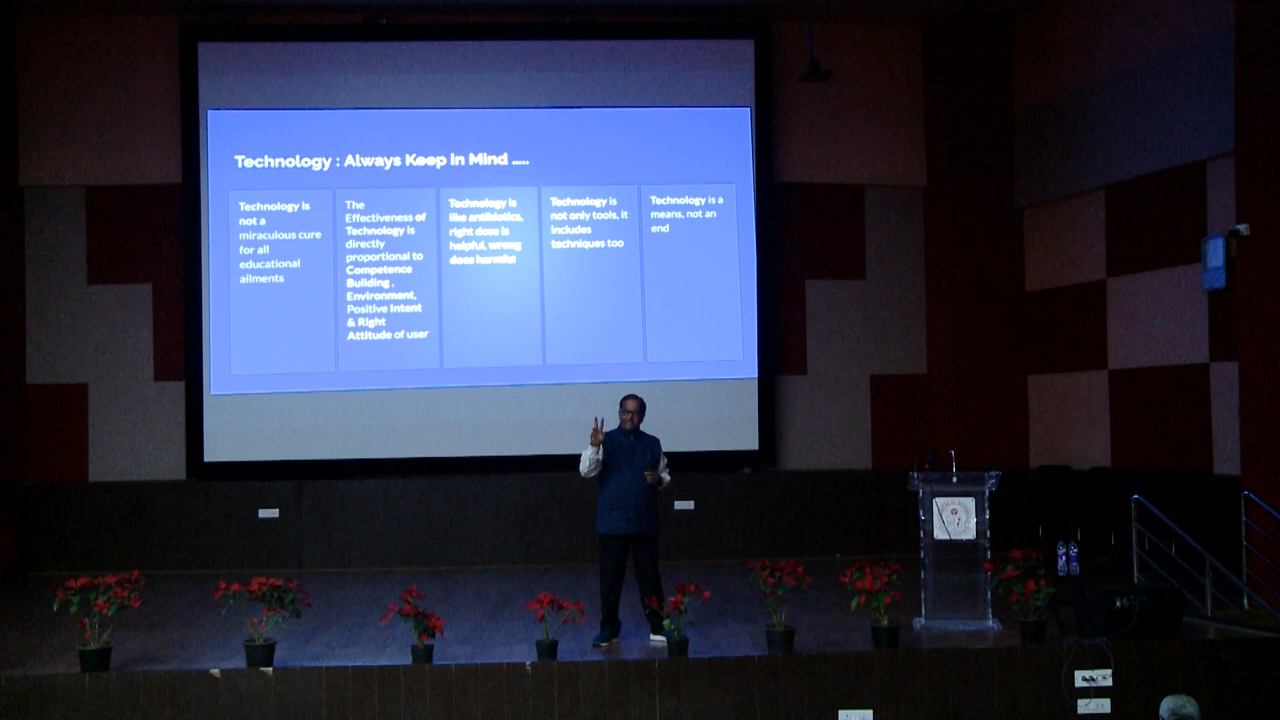 Technology : Always Keep in Mind .....
Technology is
not a
miraculous cure
for all
educational
ailments
The
Effectiveness of
Technology is
directly
proportional to
Competence
Building ,
Environment,
Positive Intent
& Right
Attitude of user
Technology is
like antibiotics,
right dose is
helpful, wrong
does harmful
Technology is
not only tools, it
includes
techniques too
Technology is a
means, not an
end